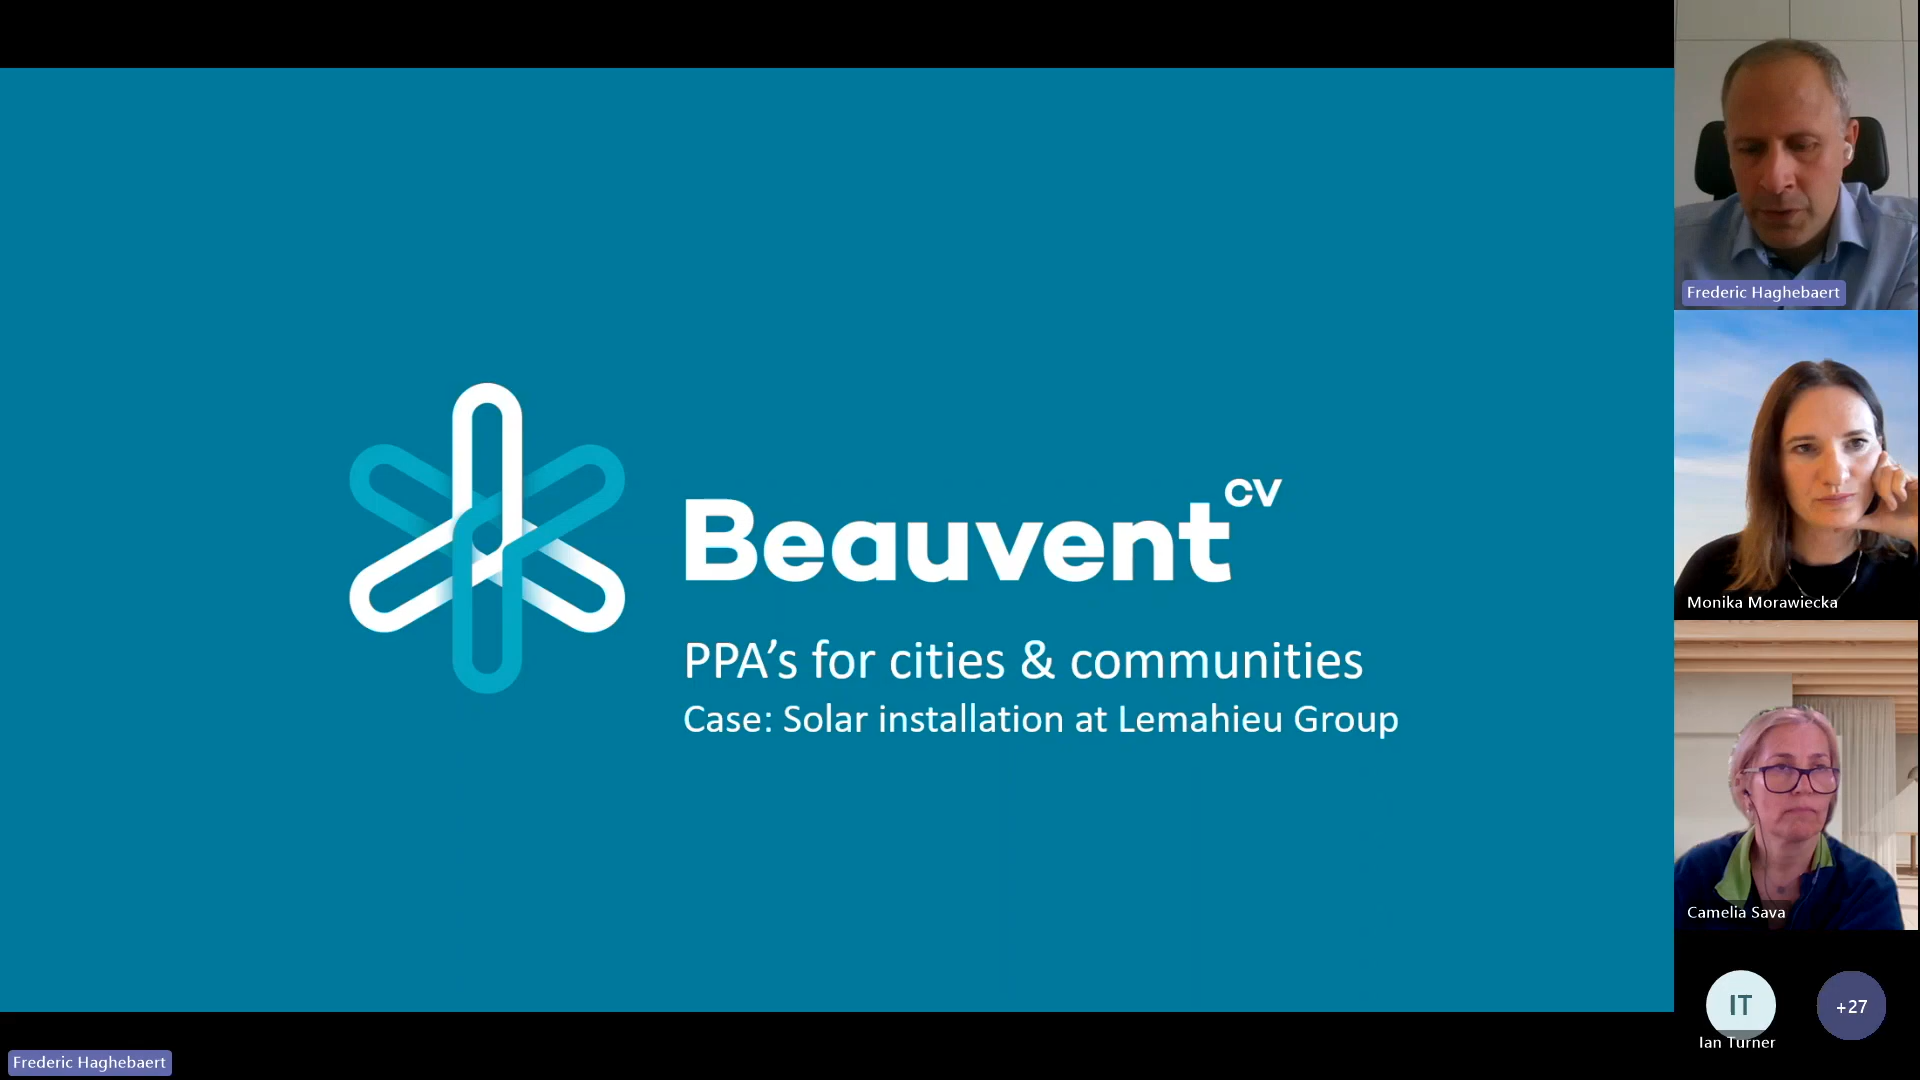 Beauvent CV
PPA's for cities & communities
Case: Solar installation at Lemahieu Group
Frederic Haghebaert
Monika Morawiecka
Camelia Sava
IT
Ian Turner
+27
Frederic Haghebaert